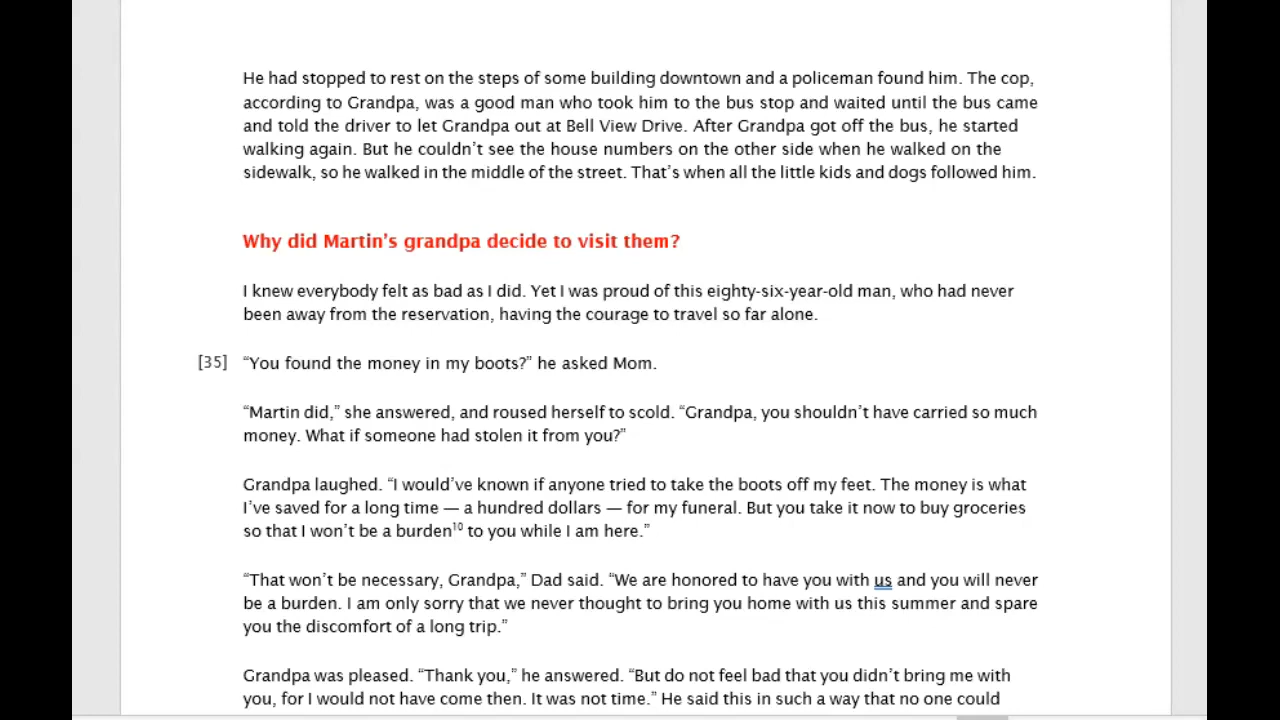 He had stopped to rest on the steps of some building downtown and a policeman found him. The cop,
according to Grandpa, was a good man who took him to the bus stop and waited until the bus came
and told the driver to let Grandpa out at Bell View Drive. After Grandpa got off the bus, he started
walking again. But he couldn’t see the house numbers on the other side when he walked on the
sidewalk, so he walked in the middle of the street. That’s when all the little kids and dogs followed him.
Why did Martin’s grandpa decide to visit them?
I knew everybody felt as bad as I did. Yet I was proud of this eighty-six-year-old man, who had never
been away from the reservation, having the courage to travel so far alone.
[35] “You found the money in my boots?” he asked Mom.
“Martin did,” she answered, and roused herself to scold. “Grandpa, you shouldn’t have carried so much
money. What if someone had stolen it from you?”
Grandpa laughed. “I would’ve known if anyone tried to take the boots off my feet. The money is what
I’ve saved for a long time — a hundred dollars — for my funeral. But you take it now to buy groceries
so that I won’t be a burden¹⁰ to you while I am here.”
“That won’t be necessary, Grandpa,” Dad said. “We are honored to have you with us and you will never
be a burden. I am only sorry that we never thought to bring you home with us this summer and spare
you the discomfort of a long trip.”
Grandpa was pleased. “Thank you,” he answered. “But do not feel bad that you didn’t bring me with
you, for I would not have come then. It was not time.” He said this in such a way that no one could